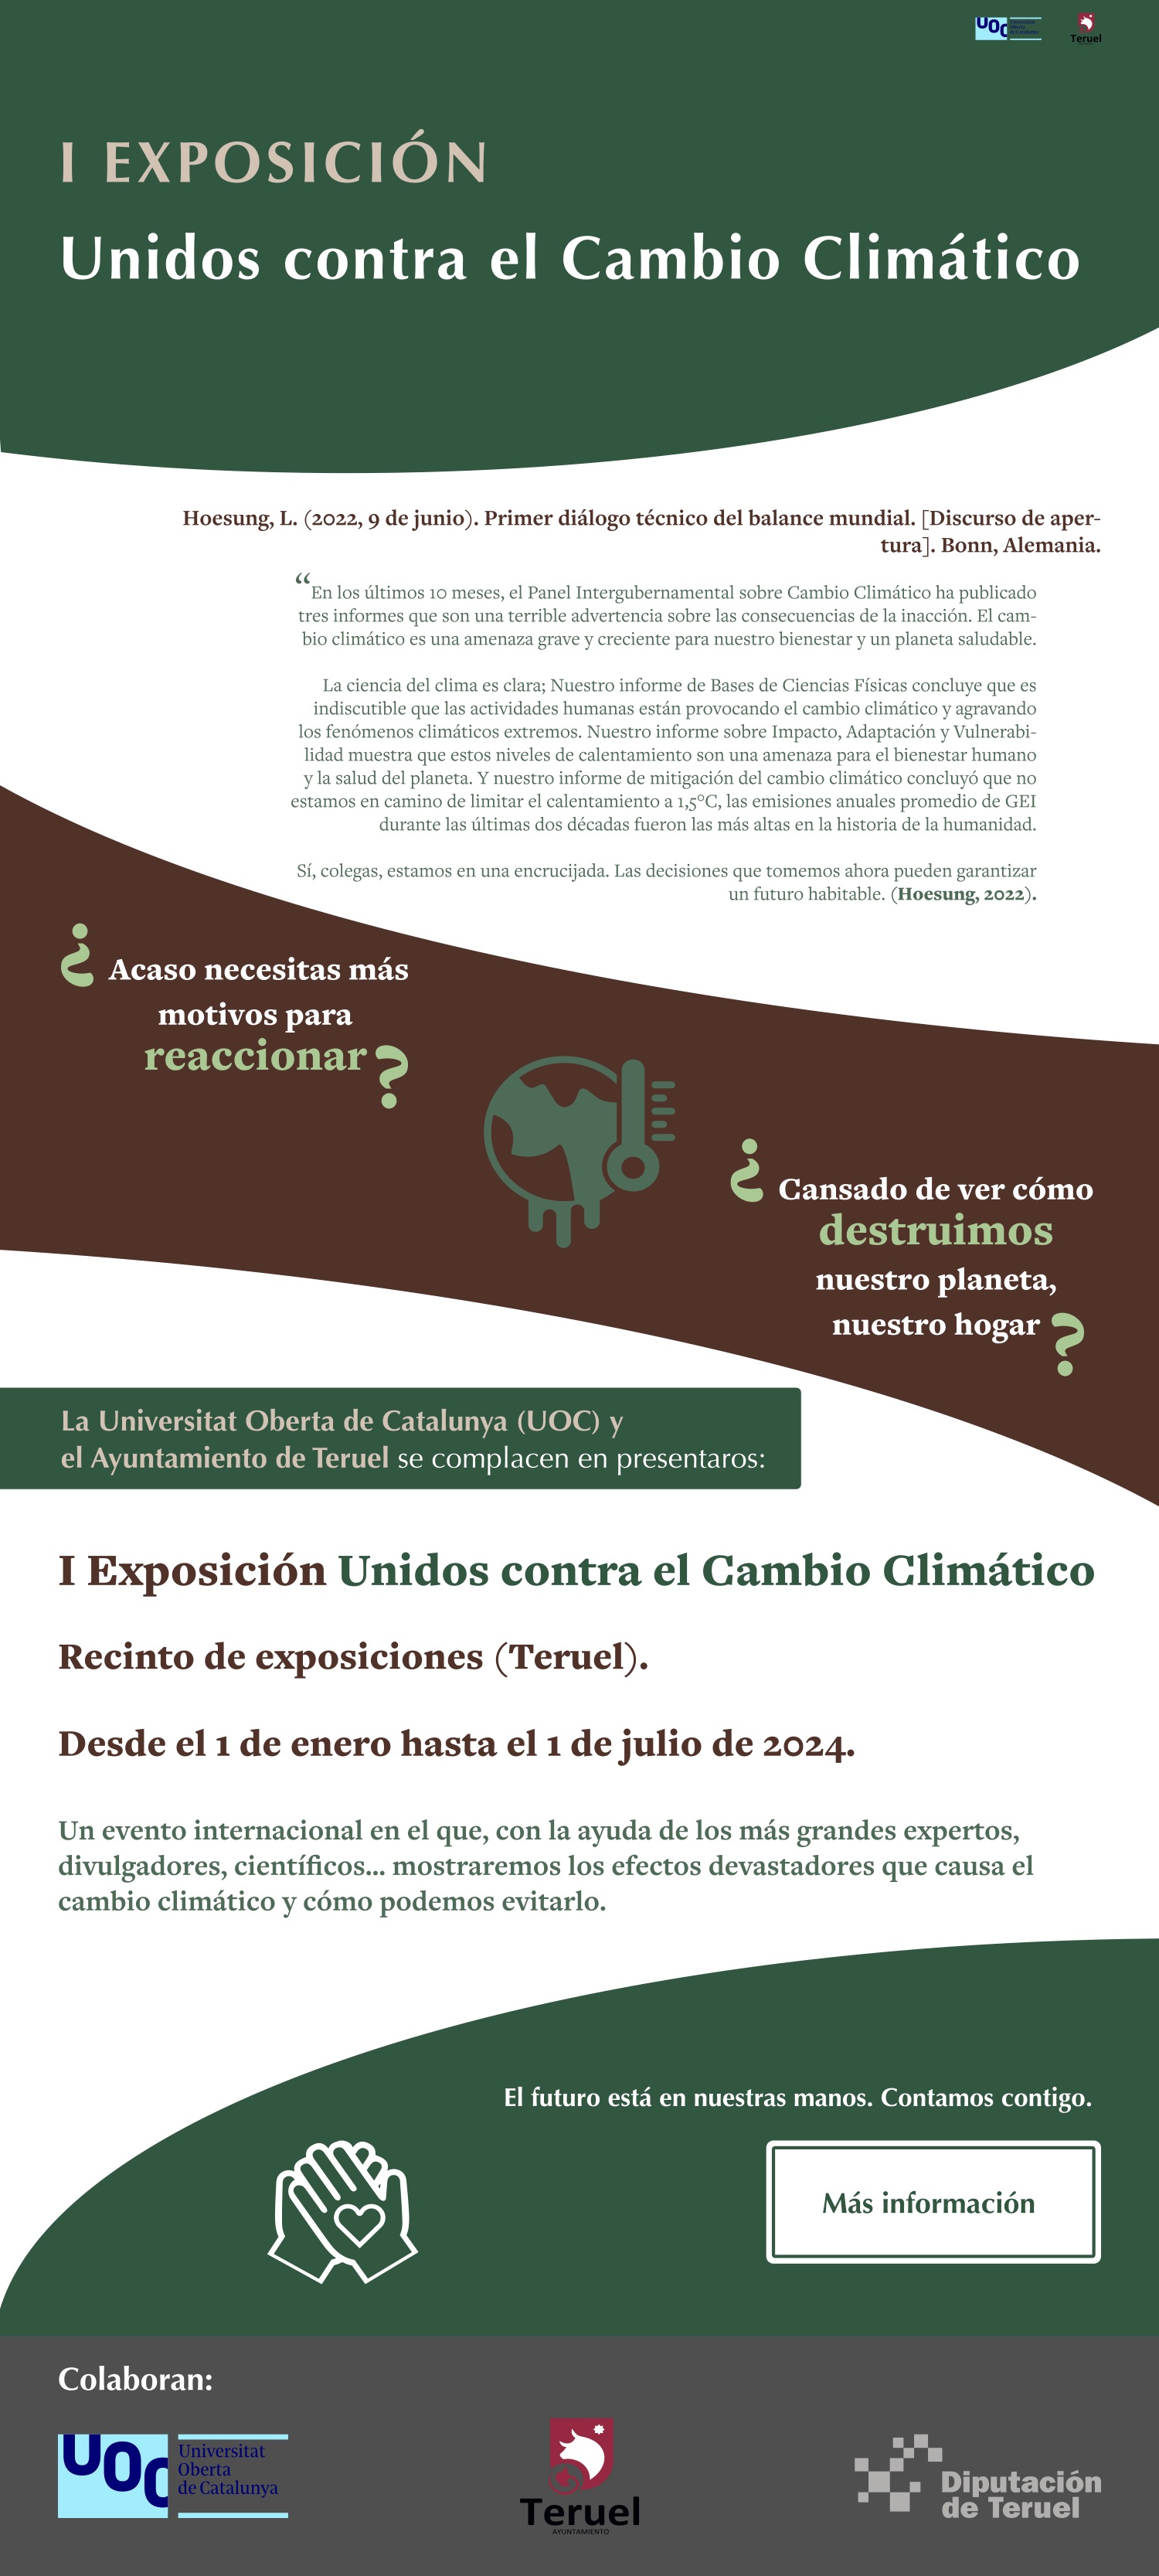 UOC
Teruel
I EXPOSICIÓN
Unidos contra el Cambio Climático
Hoesung, L. (2022, 9 de junio). Primer diálogo técnico del balance mundial. [Discurso de aper-
tura]. Bonn, Alemania.
“En los últimos 10 meses, el Panel Intergubernamental sobre Cambio Climático ha publicado
tres informes que son una terrible advertencia sobre las consecuencias de la inacción. El cam-
bio climático es una amenaza grave y creciente para nuestro bienestar y un planeta saludable.
La ciencia del clima es clara; Nuestro informe de Bases de Ciencias Físicas concluye que es
indiscutible que las actividades humanas están provocando el cambio climático y agravando
los fenómenos climáticos extremos. Nuestro informe sobre Impacto, Adaptación y Vulnerabi-
lidad muestra que estos niveles de calentamiento son una amenaza para el bienestar humano
y la salud del planeta. Y nuestro informe de mitigación del cambio climático concluyó que no
estamos en camino de limitar el calentamiento a 1,5°C, las emisiones anuales promedio de GEI
durante las últimas dos décadas fueron las más altas en la historia de la humanidad.
Sí, colegas, estamos en una encrucijada. Las decisiones que tomemos ahora pueden garantizar
un futuro habitable. (Hoesung, 2022).
¿Acaso necesitas más
motivos para
reaccionar?
¿Cansado de ver cómo
destruimos
nuestro planeta,
nuestro hogar?
La Universitat Oberta de Catalunya (UOC) y
el Ayuntamiento de Teruel se complacen en presentaros:
I Exposición Unidos contra el Cambio Climático
Recinto de exposiciones (Teruel).
Desde el 1 de enero hasta el 1 de julio de 2024.
Un evento internacional en el que, con la ayuda de los más grandes expertos,
divulgadores, científicos... mostraremos los efectos devastadores que causa el
cambio climático y cómo podemos evitarlo.
El futuro está en nuestras manos. Contamos contigo.
Más información
Colaboran:
UOC
Universitat
Oberta
de Catalunya
Teruel
AYUNTAMIENTO
Diputación
de Teruel